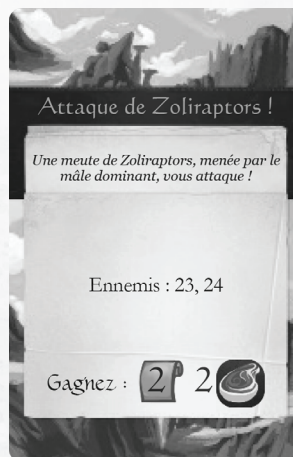 Attaque de Zoliraptors !
Une meute de Zoliraptors, menée par le
mâle dominant, vous attaque !
Ennemis : 23, 24
Gagnez : 2 2